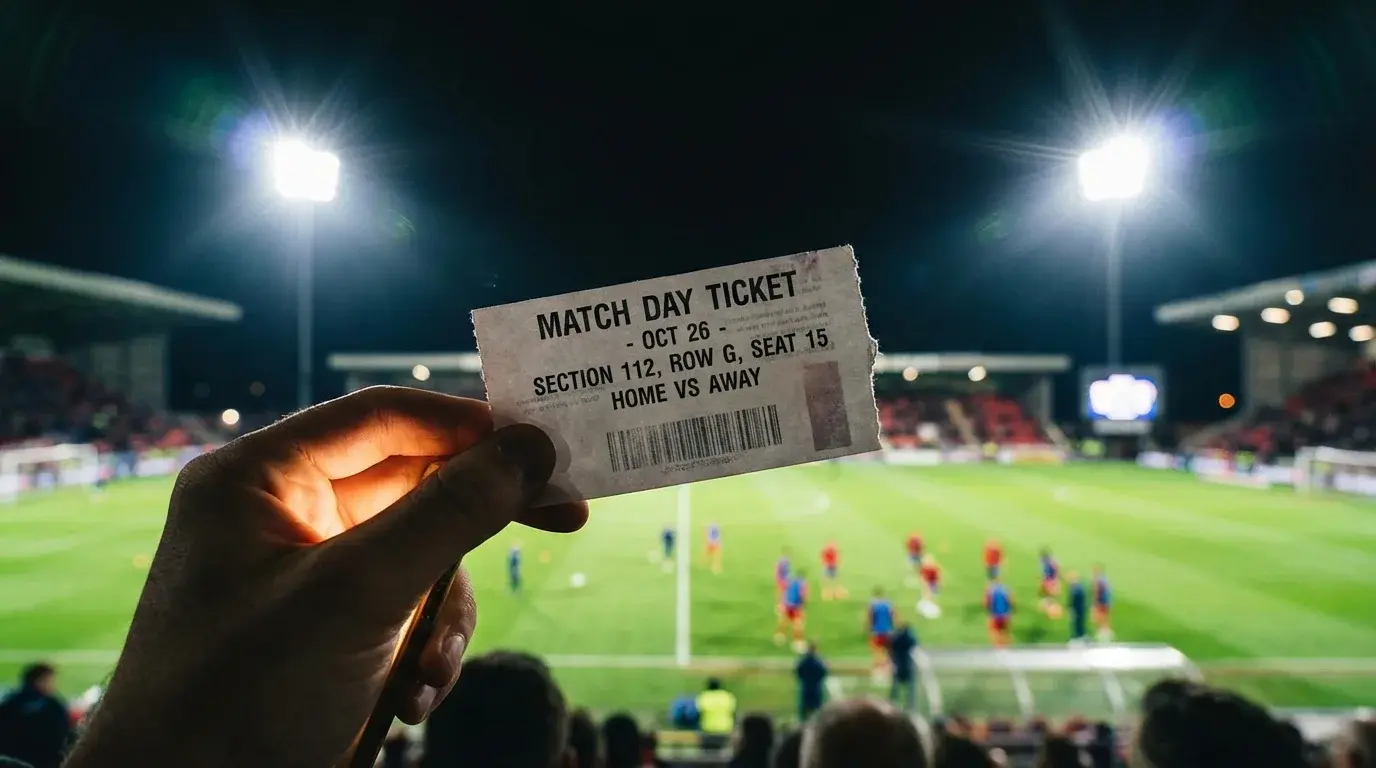 MATCH DAY TICKET
- OCT 26 -
SECTION 112, ROW G, SEAT 15
HOME VS AWAY